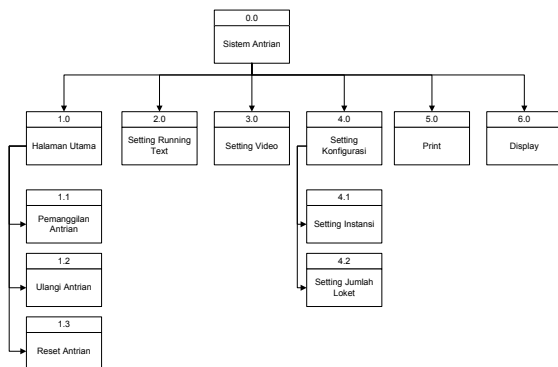 0.0
Sistem Antrian
1.0
Halaman Utama
2.0
Setting Running
Text
3.0
Setting Video
4.0
Setting
Konfigurasi
5.0
Print
6.0
Display
1.1
Pemanggilan
Antrian
1.2
Ulangi Antrian
1.3
Reset Antrian
4.1
Setting Instansi
4.2
Setting Jumlah
Loket